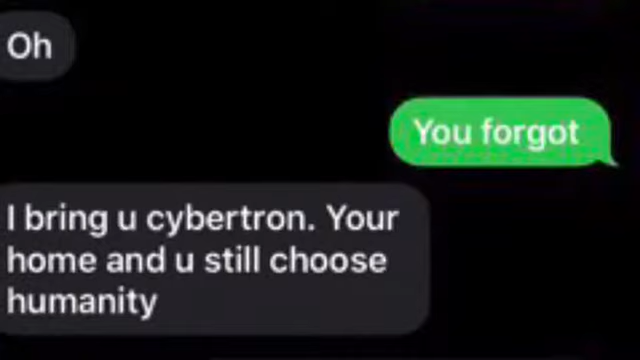 Oh
You forgot
I bring u cybertron. Your
home and u still choose
humanity